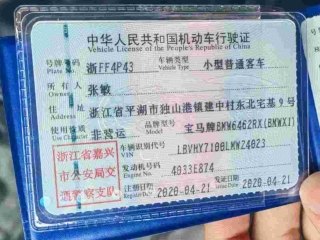 中华人民共和国机动车行驶证
Vehicle License of the People's Republic of China
号牌号码 浙FF4P43 车辆类型 小型普通客车
Plate No. Vehicle Type
所有人 张敏
Owner
住址 浙江省平湖市独山港镇建中村东北宅基9号
Address
使用性质 非营运 品牌型号 宝马牌BMW6462RX(BMWX1)
Use Character Model
浙江省嘉兴市公安局交通警察支队
车辆识别代号 LBVHY7100LMZ24023
VIN
发动机号码 4033E874
Engine No.
注册日期 2020-04-21 发证日期 2020-04-21
Register Date Issue Date